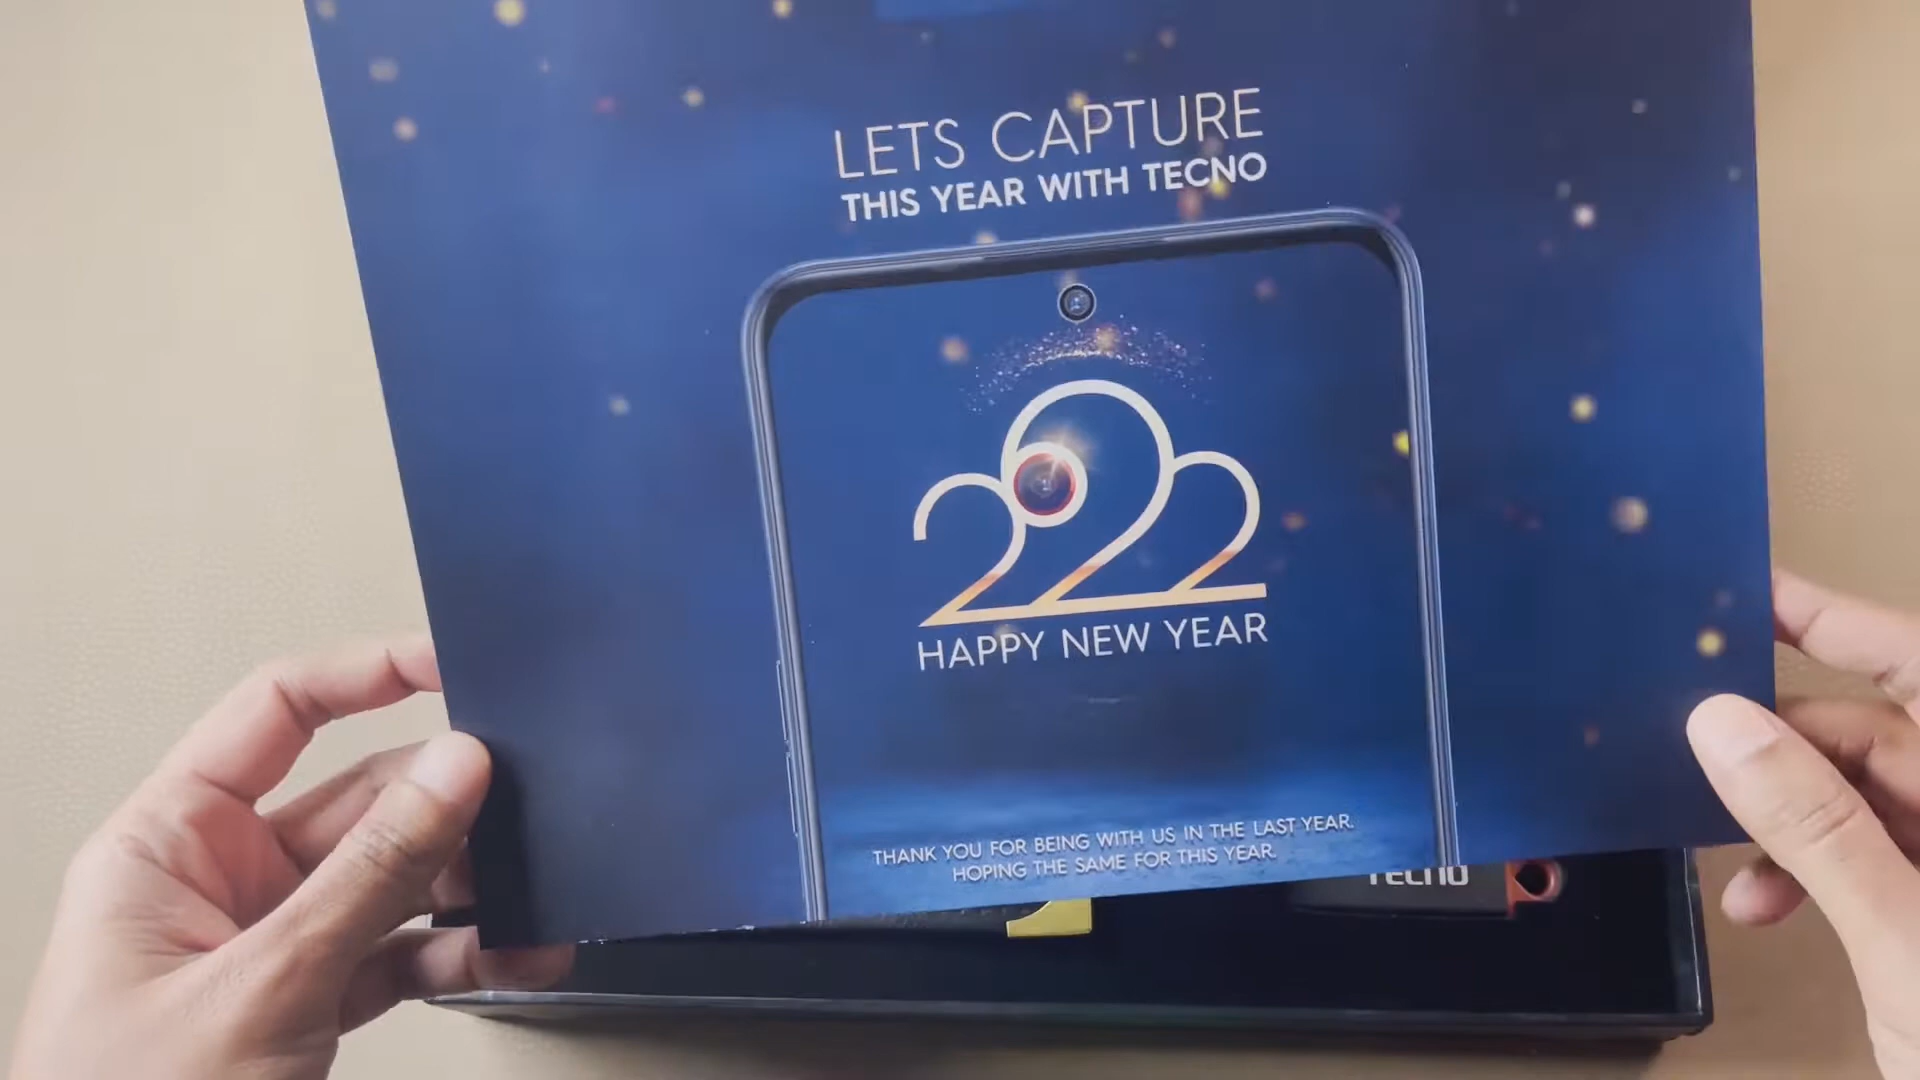 LETS CAPTURE
THIS YEAR WITH TECNO
2022
HAPPY NEW YEAR
THANK YOU FOR BEING WITH US IN THE LAST YEAR.
HOPING THE SAME FOR THIS YEAR.
TECNO